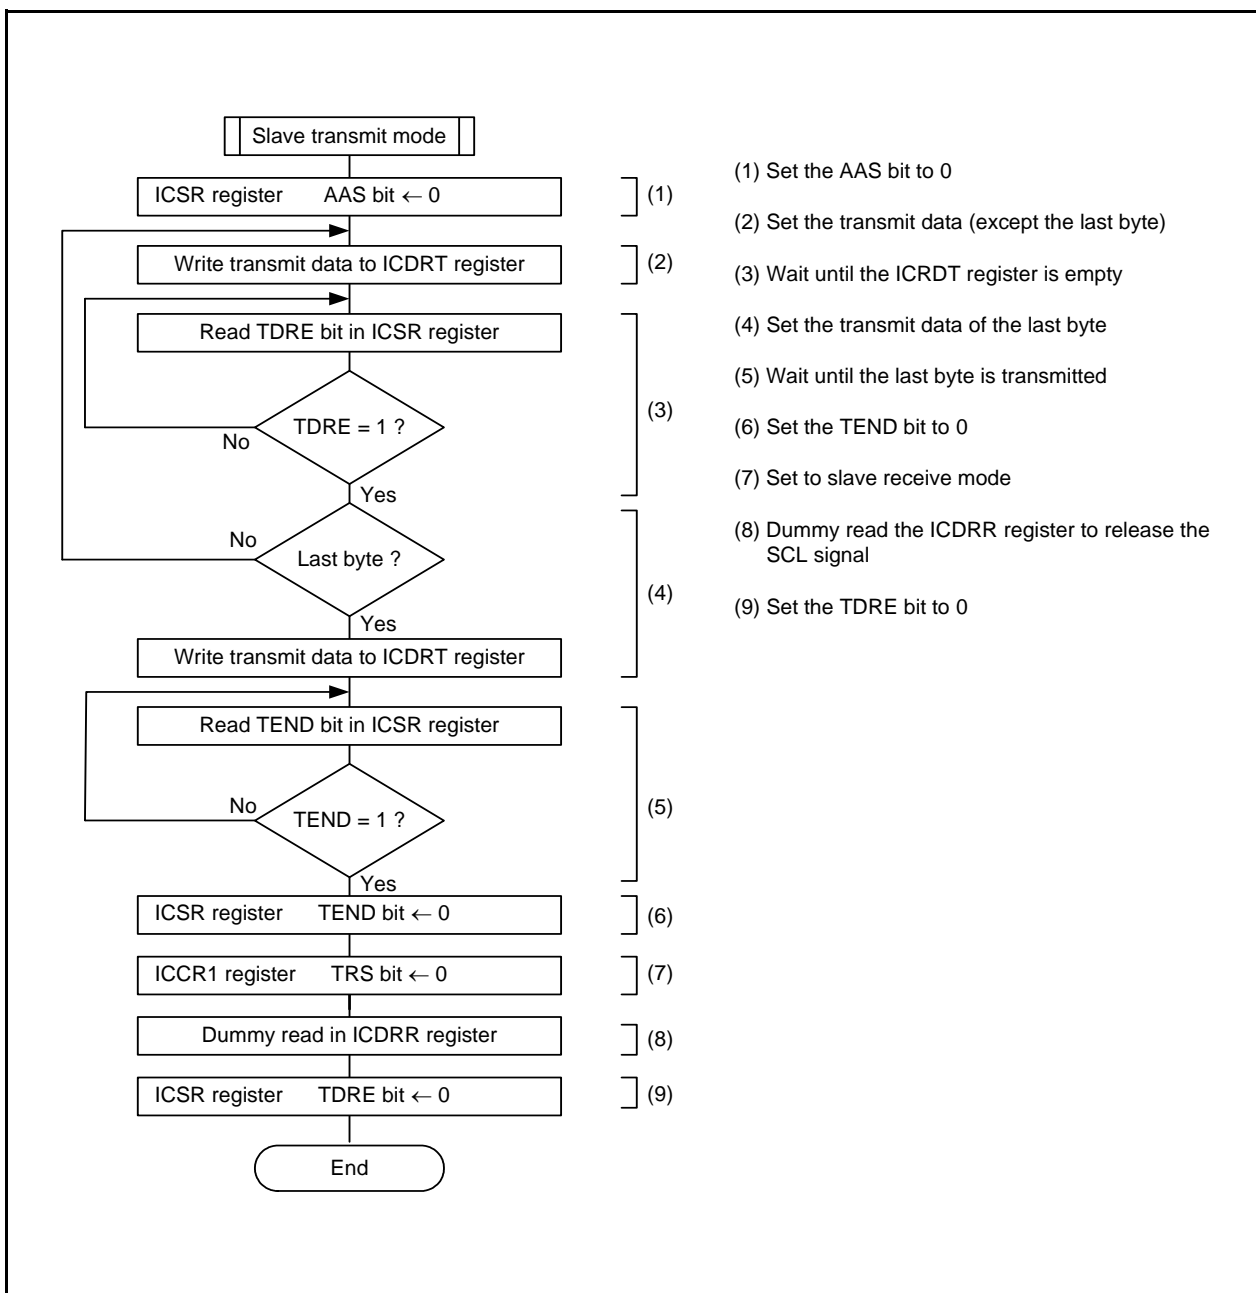 Slave transmit mode
ICSR register AAS bit ← 0
(1)
Write transmit data to ICDRT register
(2)
Read TDRE bit in ICSR register
TDRE = 1 ?
No
Yes
(3)
No
Last byte ?
Yes
(4)
Write transmit data to ICDRT register
Read TEND bit in ICSR register
No
TEND = 1 ?
Yes
(5)
ICSR register TEND bit ← 0
(6)
ICCR1 register TRS bit ← 0
(7)
Dummy read in ICDRR register
(8)
ICSR register TDRE bit ← 0
(9)
End
(1) Set the AAS bit to 0
(2) Set the transmit data (except the last byte)
(3) Wait until the ICRDT register is empty
(4) Set the transmit data of the last byte
(5) Wait until the last byte is transmitted
(6) Set the TEND bit to 0
(7) Set to slave receive mode
(8) Dummy read the ICDRR register to release the
SCL signal
(9) Set the TDRE bit to 0